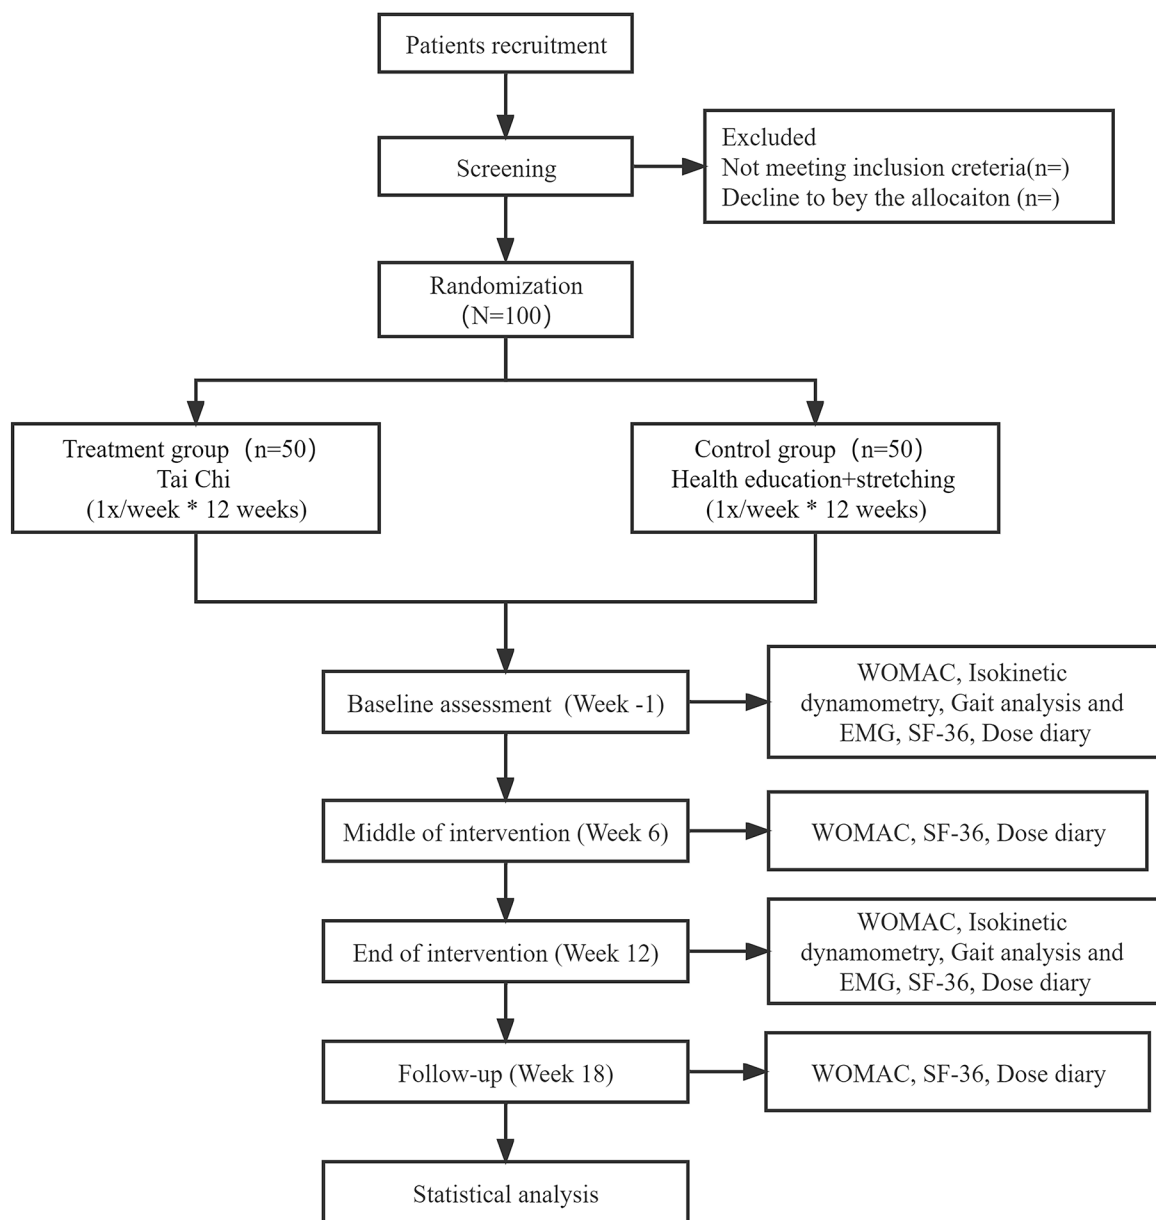 Patients recruitment
Screening
Excluded
Not meeting inclusion creteria(n=)
Decline to bey the allocaiton (n=)
Randomization
（N=100）
Treatment group（n=50）
Tai Chi
(1x/week * 12 weeks)
Control group（n=50）
Health education+stretching
(1x/week * 12 weeks)
Baseline assessment  (Week -1)
WOMAC, Isokinetic
dynamometry, Gait analysis and
EMG, SF-36, Dose diary
Middle of intervention (Week 6)
WOMAC, SF-36, Dose diary
End of intervention (Week 12)
WOMAC, Isokinetic
dynamometry, Gait analysis and
EMG, SF-36, Dose diary
Follow-up (Week 18)
WOMAC, SF-36, Dose diary
Statistical analysis